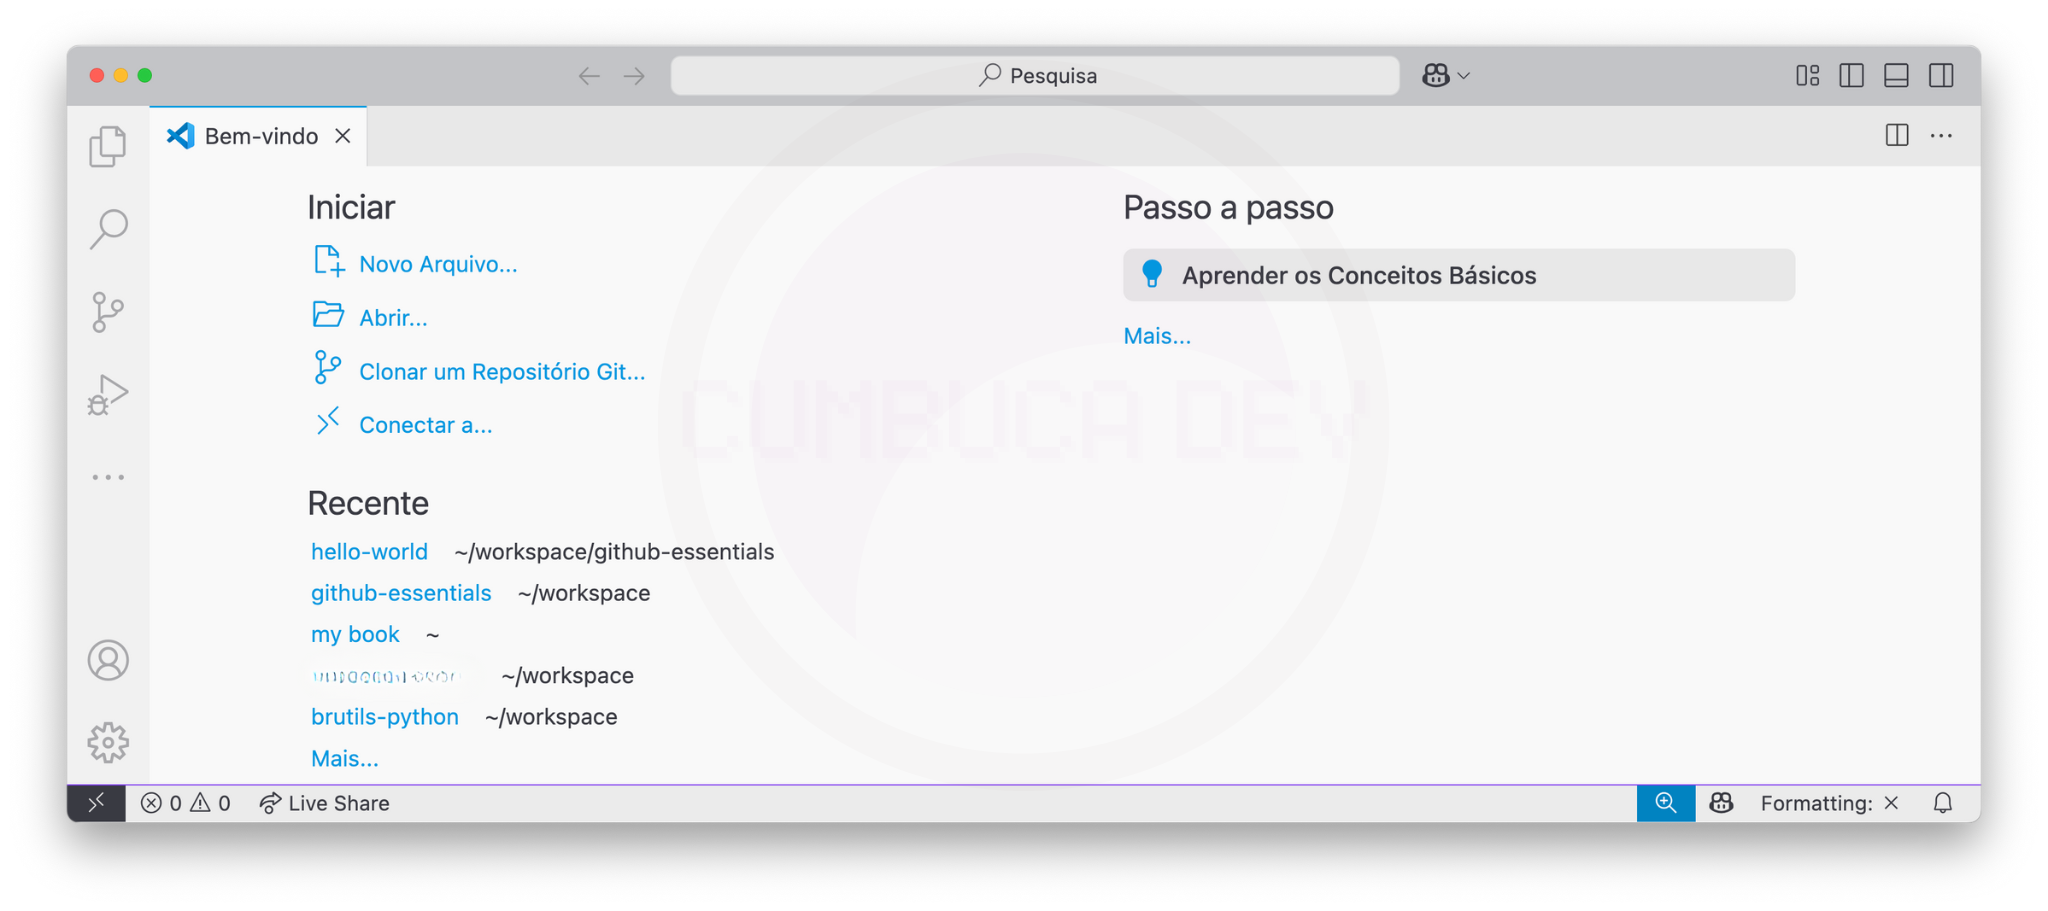 Pesquisa
Bem-vindo
Iniciar
Novo Arquivo...
Abrir...
Clonar um Repositório Git...
Conectar a...
Recente
hello-world ~/workspace/github-essentials
github-essentials ~/workspace
my book ~
~/workspace
brutils-python ~/workspace
Mais...
Passo a passo
Aprender os Conceitos Básicos
Mais...
CUMBUCA DEV
0 0 Live Share
Formatting: